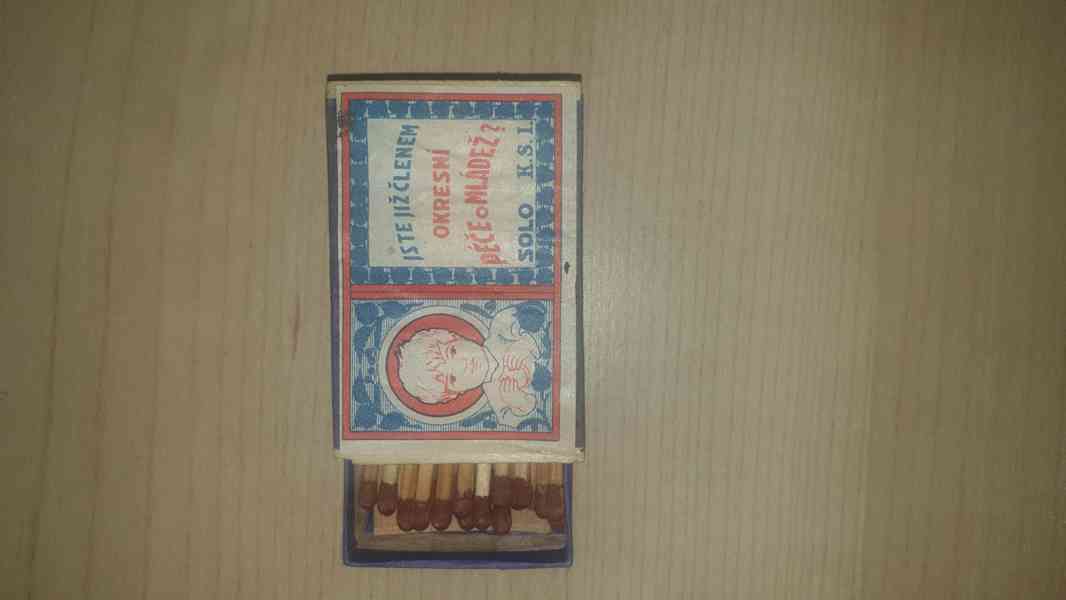 JSTE JIŽ ČLENEM
OKRESNÍ
PÉČE o MLÁDEŽ?
SOLO K.S.I.